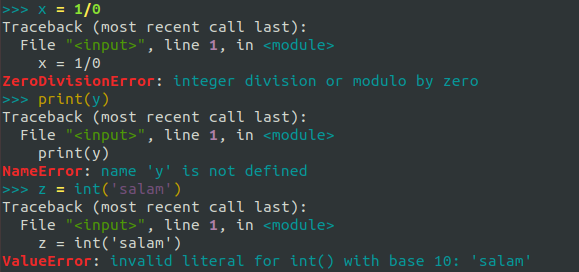 >>> x = 1/0
Traceback (most recent call last):
  File "<input>", line 1, in <module>
    x = 1/0
ZeroDivisionError: integer division or modulo by zero
>>> print(y)
Traceback (most recent call last):
  File "<input>", line 1, in <module>
    print(y)
NameError: name 'y' is not defined
>>> z = int('salam')
Traceback (most recent call last):
  File "<input>", line 1, in <module>
    z = int('salam')
ValueError: invalid literal for int() with base 10: 'salam'